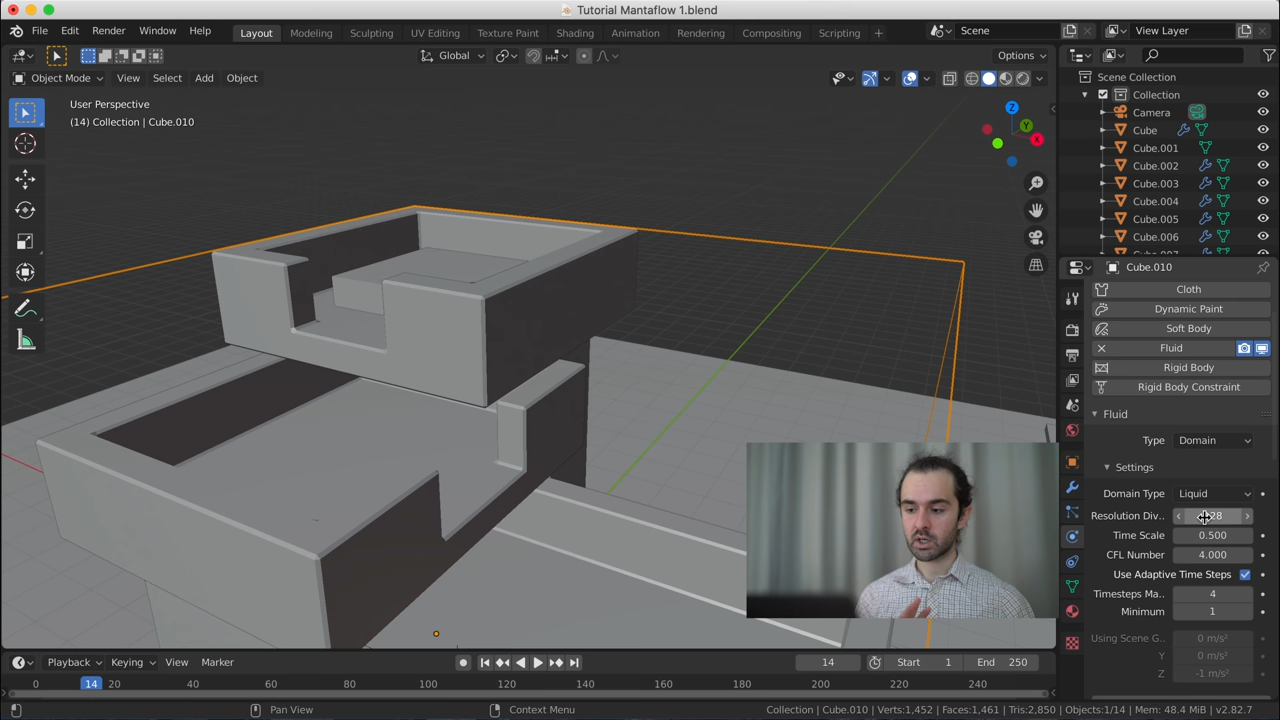 Tutorial Mantaflow 1.blend
File Edit Render Window Help
Layout Modeling Sculpting UV Editing Texture Paint Shading Animation Rendering Compositing Scripting +
Scene
View Layer
Global
Options
Object Mode View Select Add Object
User Perspective
(14) Collection | Cube.010
Z
Y
X
Scene Collection
Collection
Camera
Cube
Cube.001
Cube.002
Cube.003
Cube.004
Cube.005
Cube.006
Cube.010
Cloth
Dynamic Paint
Soft Body
Fluid
Rigid Body
Rigid Body Constraint
Fluid
Type Domain
Settings
Domain Type Liquid
Resolution Div..
Time Scale 0.500
CFL Number 4.000
Use Adaptive Time Steps
Timesteps Ma.. 4
Minimum 1
Using Scene G.. 0 m/s²
Y 0 m/s²
Z -1 m/s²
Playback Keying View Marker
14 Start 1 End 250
0 14 20 40 60 80 100 120 140 160 180 200 220 240
Pan View
Context Menu
Collection | Cube.010 | Verts:1,452 | Faces:1,461 | Tris:2,850 | Objects:1/14 | Mem: 48.4 MiB | v2.82.7